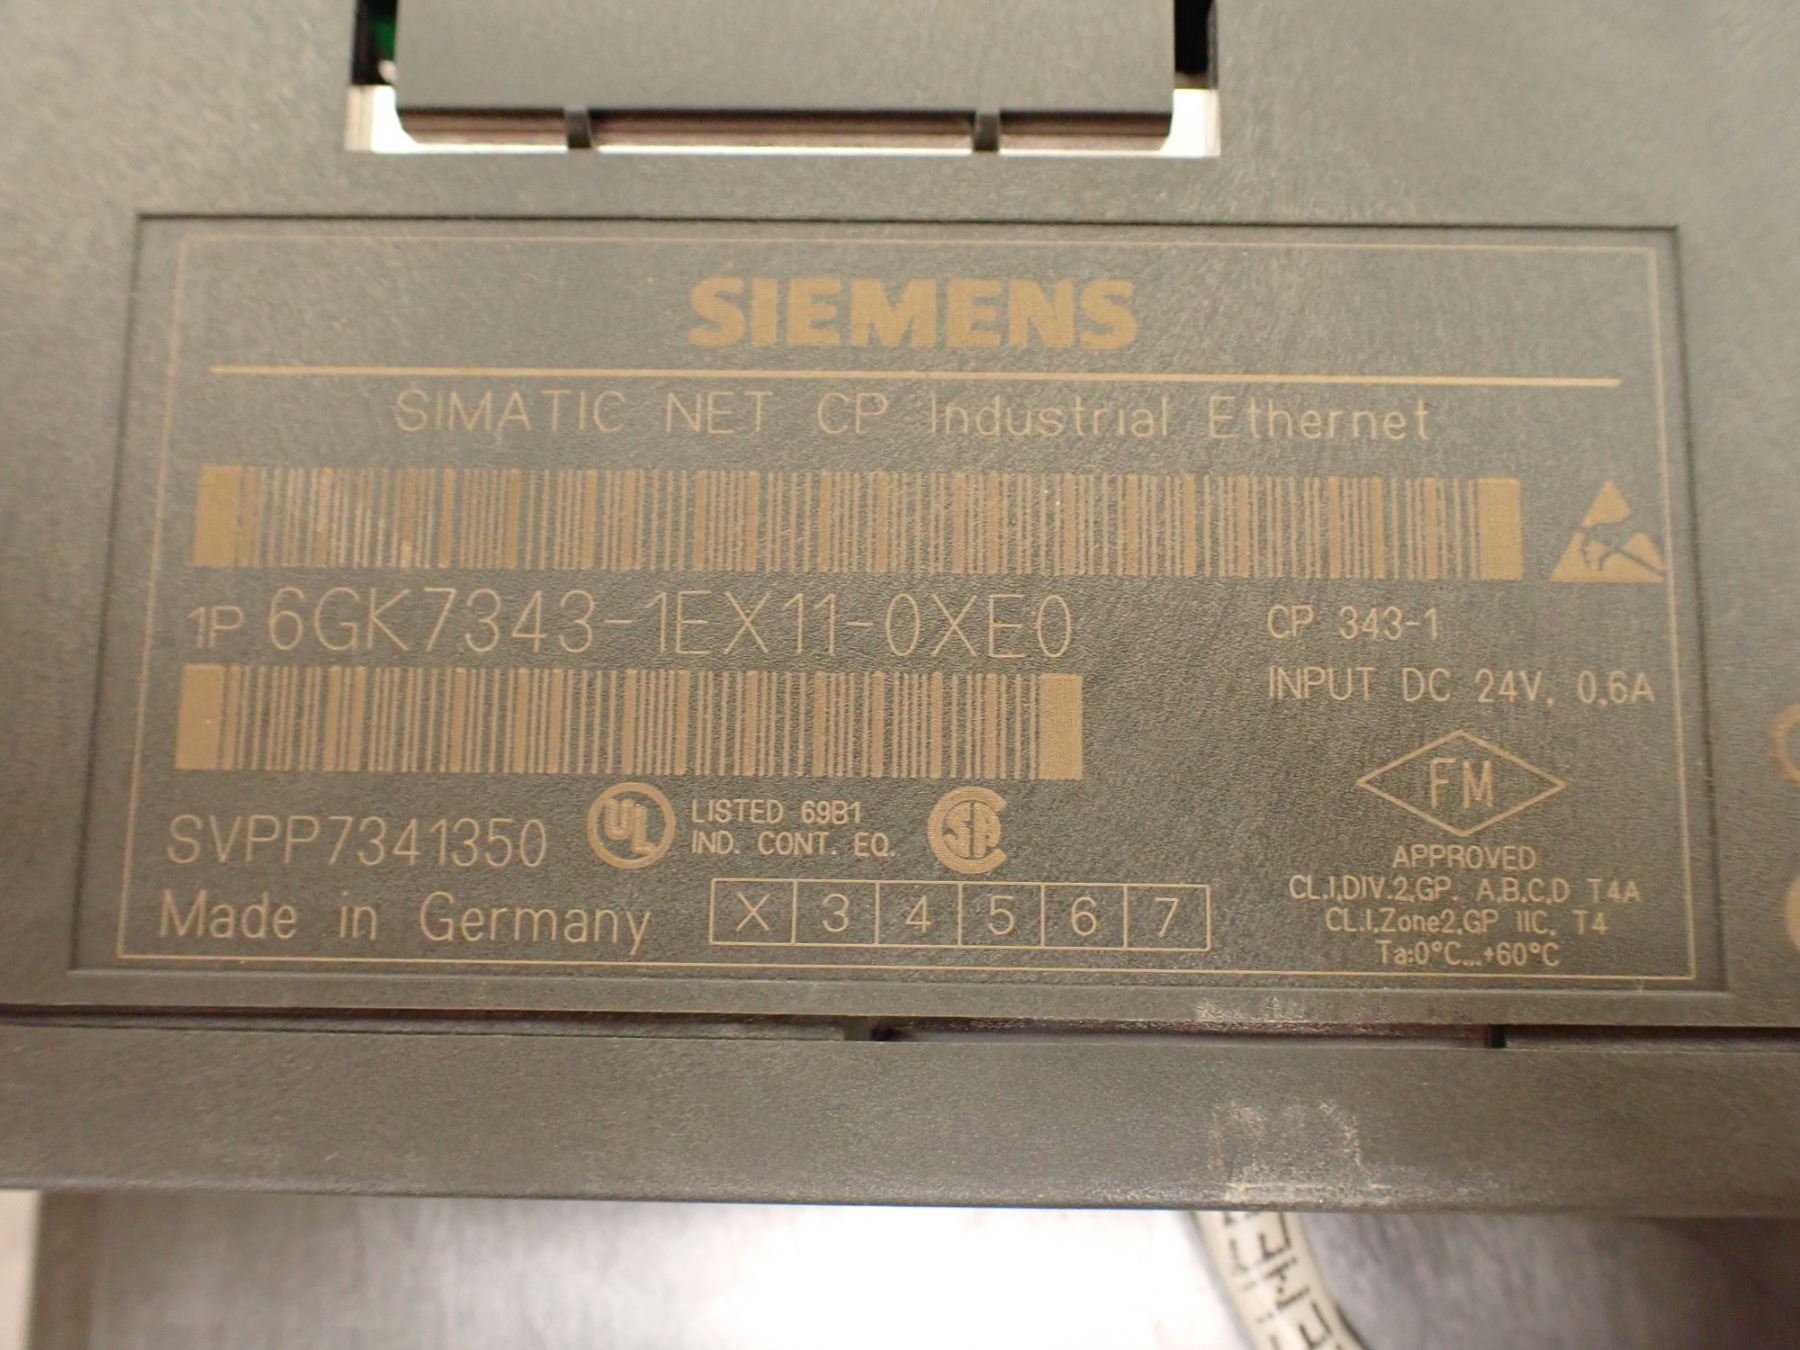 SIEMENS
SIMATIC NET CP Industrial Ethernet
1P 6GK7343-1EX11-0XE0
CP 343-1
INPUT DC 24V, 0,6A
SVPP7341350
UL
LISTED 69B1
IND. CONT. EQ.
SA
FM
APPROVED
CL.I,DIV.2,GP. A,B,C,D T4A
CL.I,Zone2,GP IIC, T4
Ta:0°C...+60°C
Made in Germany
X 3 4 5 6 7